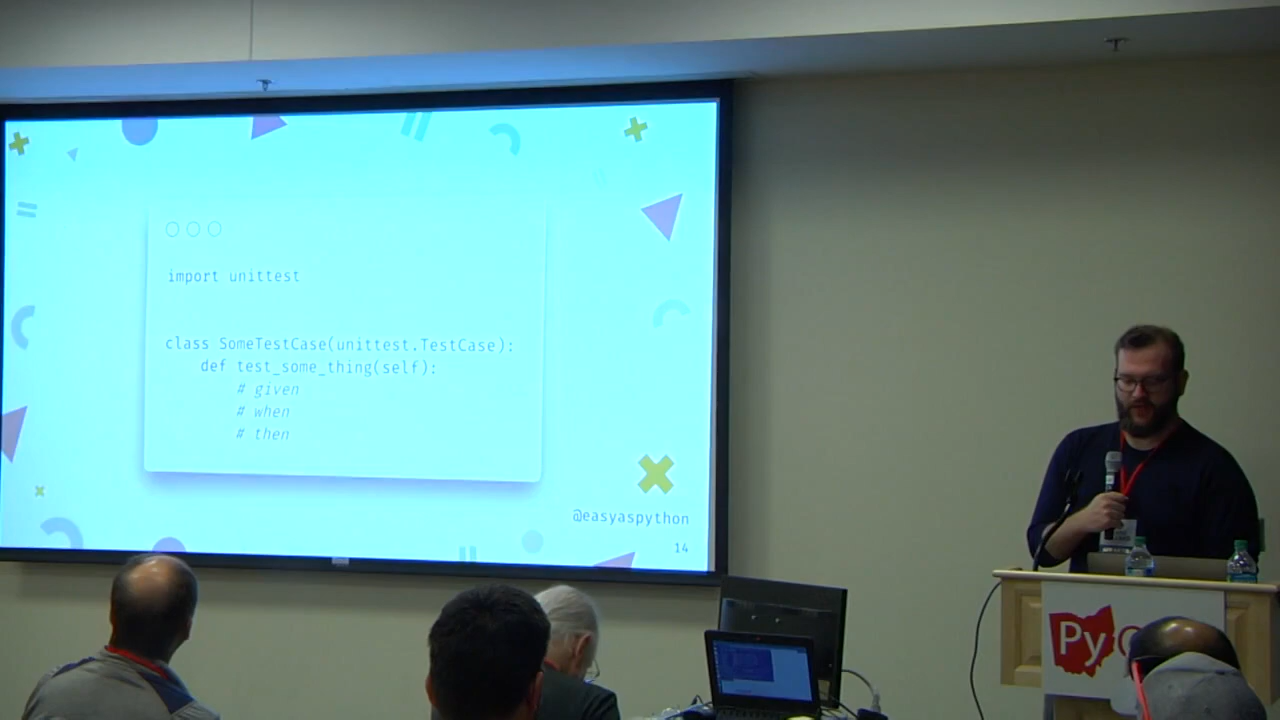 import unittest
class SomeTestCase(unittest.TestCase):
def test_some_thing(self):
# given
# when
# then
@easyaspython
14
Py